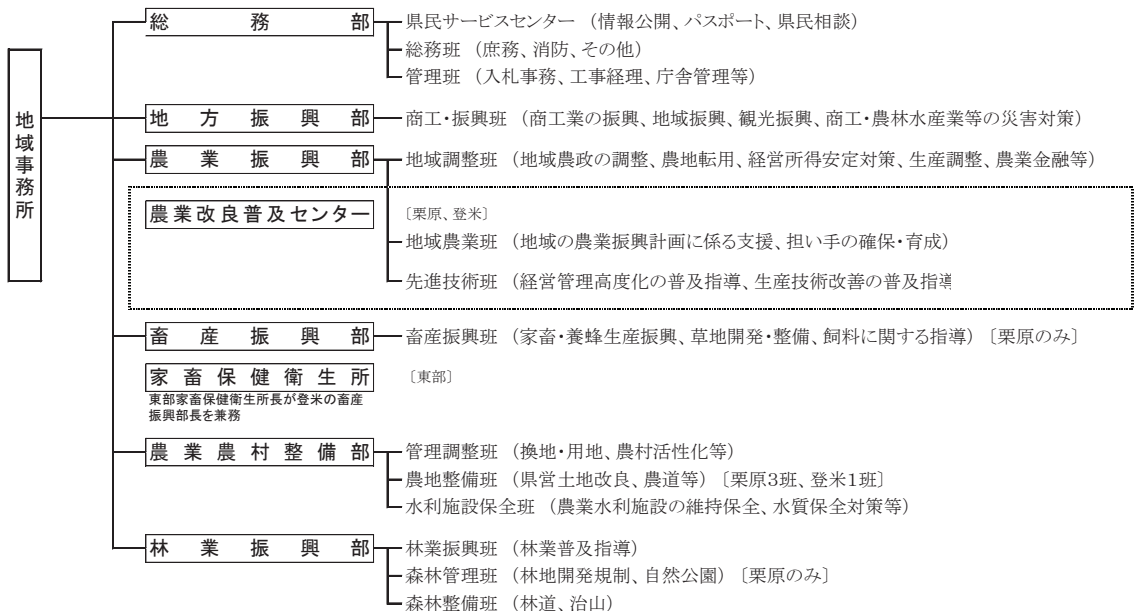 地域事務所
総務部
県民サービスセンター （情報公開、パスポート、県民相談）
総務班 （庶務、消防、その他）
管理班 （入札事務、工事経理、庁舎管理等）
地方振興部
商工・振興班 （商工業の振興、地域振興、観光振興、商工・農林水産業等の災害対策）
農業振興部
地域調整班 （地域農政の調整、農地転用、経営所得安定対策、生産調整、農業金融等）
農業改良普及センター
〔栗原、登米〕
地域農業班 （地域の農業振興計画に係る支援、担い手の確保・育成）
先進技術班 （経営管理高度化の普及指導、生産技術改善の普及指導
畜産振興部
畜産振興班 （家畜・養蜂生産振興、草地開発・整備、飼料に関する指導） 〔栗原のみ〕
家畜保健衛生所
〔東部〕
東部家畜保健衛生所長が登米の畜産
振興部長を兼務
農業農村整備部
管理調整班 （換地・用地、農村活性化等）
農地整備班 （県営土地改良、農道等） 〔栗原3班、登米1班〕
水利施設保全班 （農業水利施設の維持保全、水質保全対策等）
林業振興部
林業振興班 （林業普及指導）
森林管理班 （林地開発規制、自然公園） 〔栗原のみ〕
森林整備班 （林道、治山）